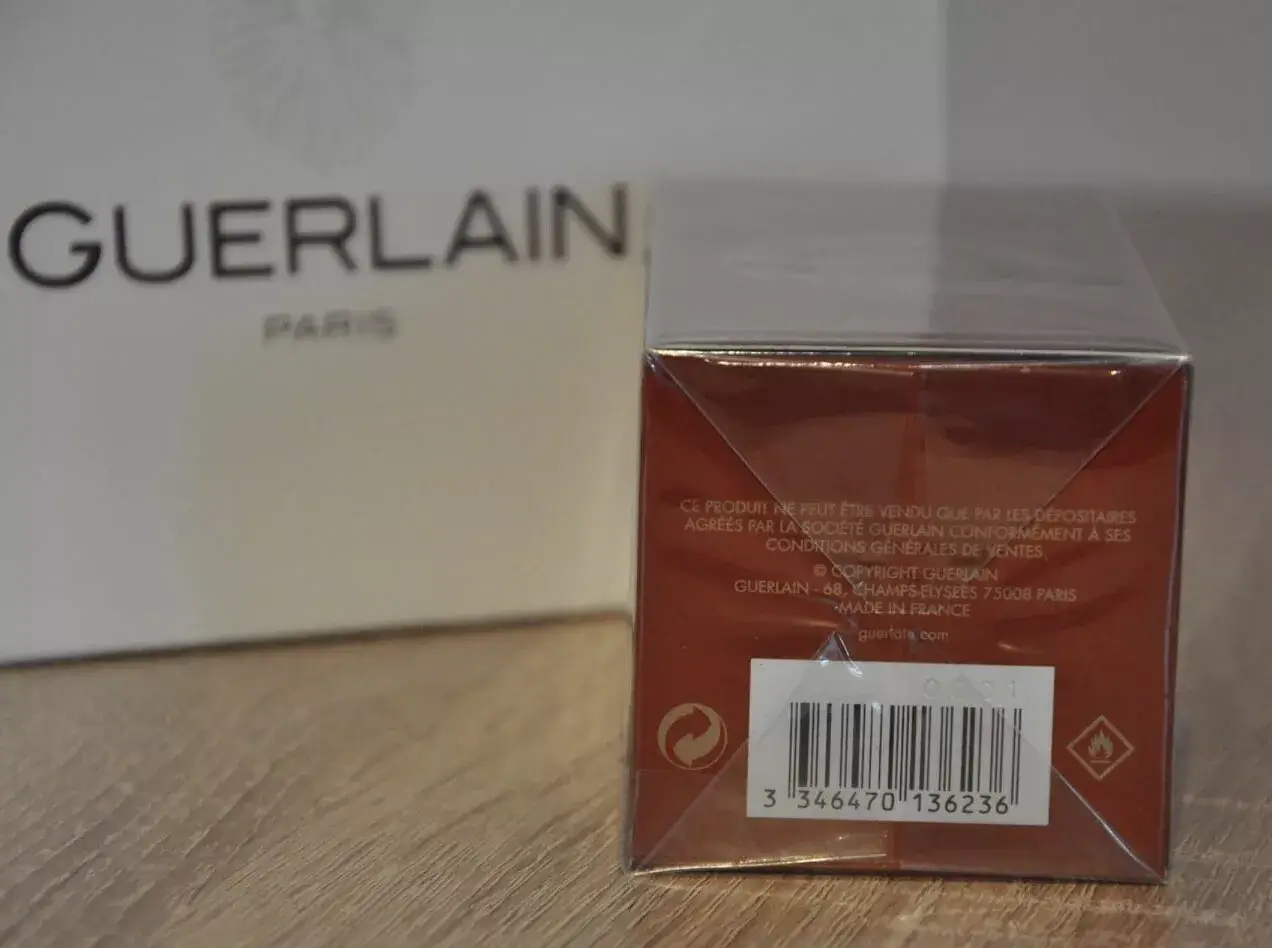 GUERLAIN
PARIS
CE PRODUIT NE PEUT ÊTRE VENDU QUE PAR LES DÉPOSITAIRES
AGRÉÉS PAR LA SOCIÉTÉ GUERLAIN CONFORMÉMENT À SES
CONDITIONS GÉNÉRALES DE VENTES
© COPYRIGHT GUERLAIN
GUERLAIN - 68, CHAMPS-ELYSEES 75008 PARIS
MADE IN FRANCE
guerlain.com
0001
3 346470 136236